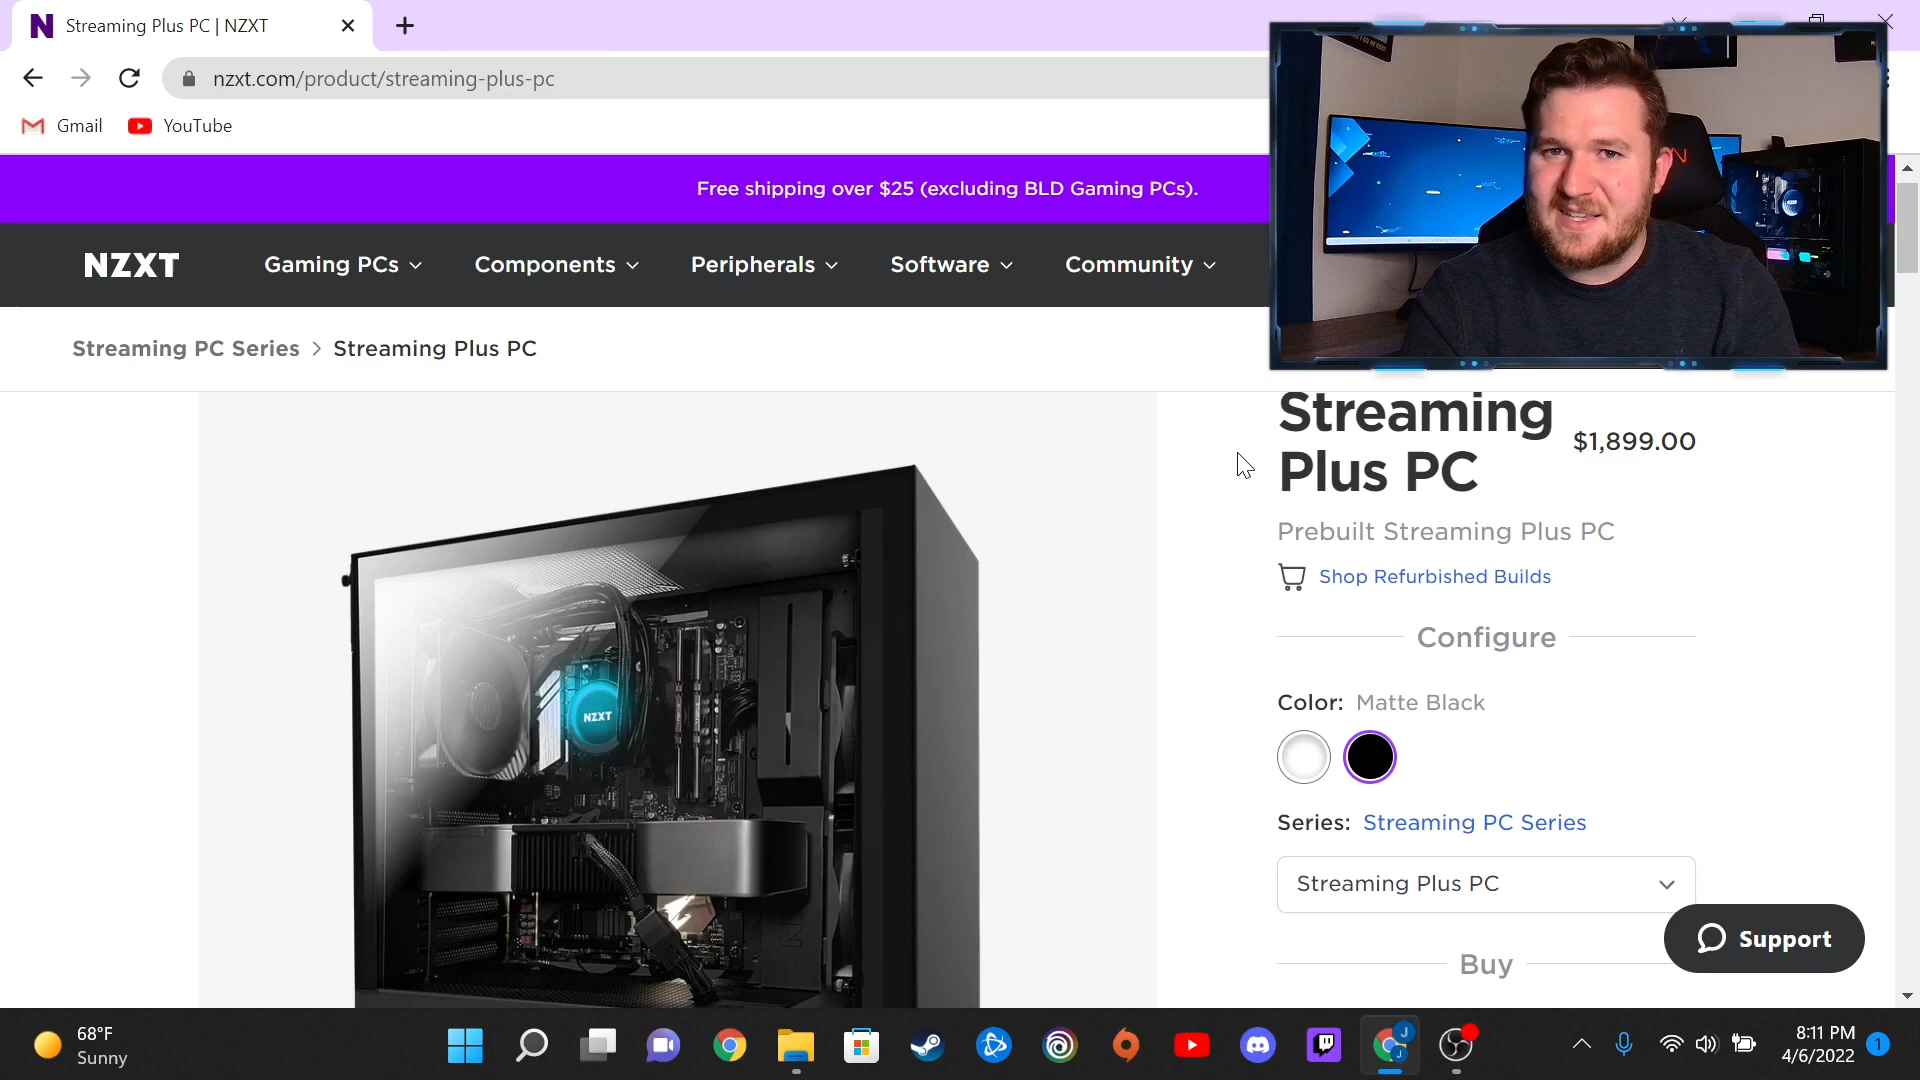 Streaming Plus PC | NZXT
nzxt.com/product/streaming-plus-pc
Gmail
YouTube
Free shipping over $25 (excluding BLD Gaming PCs).
NZXT
Gaming PCs
Components
Peripherals
Software
Community
Streaming PC Series > Streaming Plus PC
Streaming
Plus PC
$1,899.00
Prebuilt Streaming Plus PC
Shop Refurbished Builds
Configure
Color: Matte Black
Series: Streaming PC Series
Streaming Plus PC
Support
Buy
NZXT
68°F
Sunny
8:11 PM
4/6/2022
1